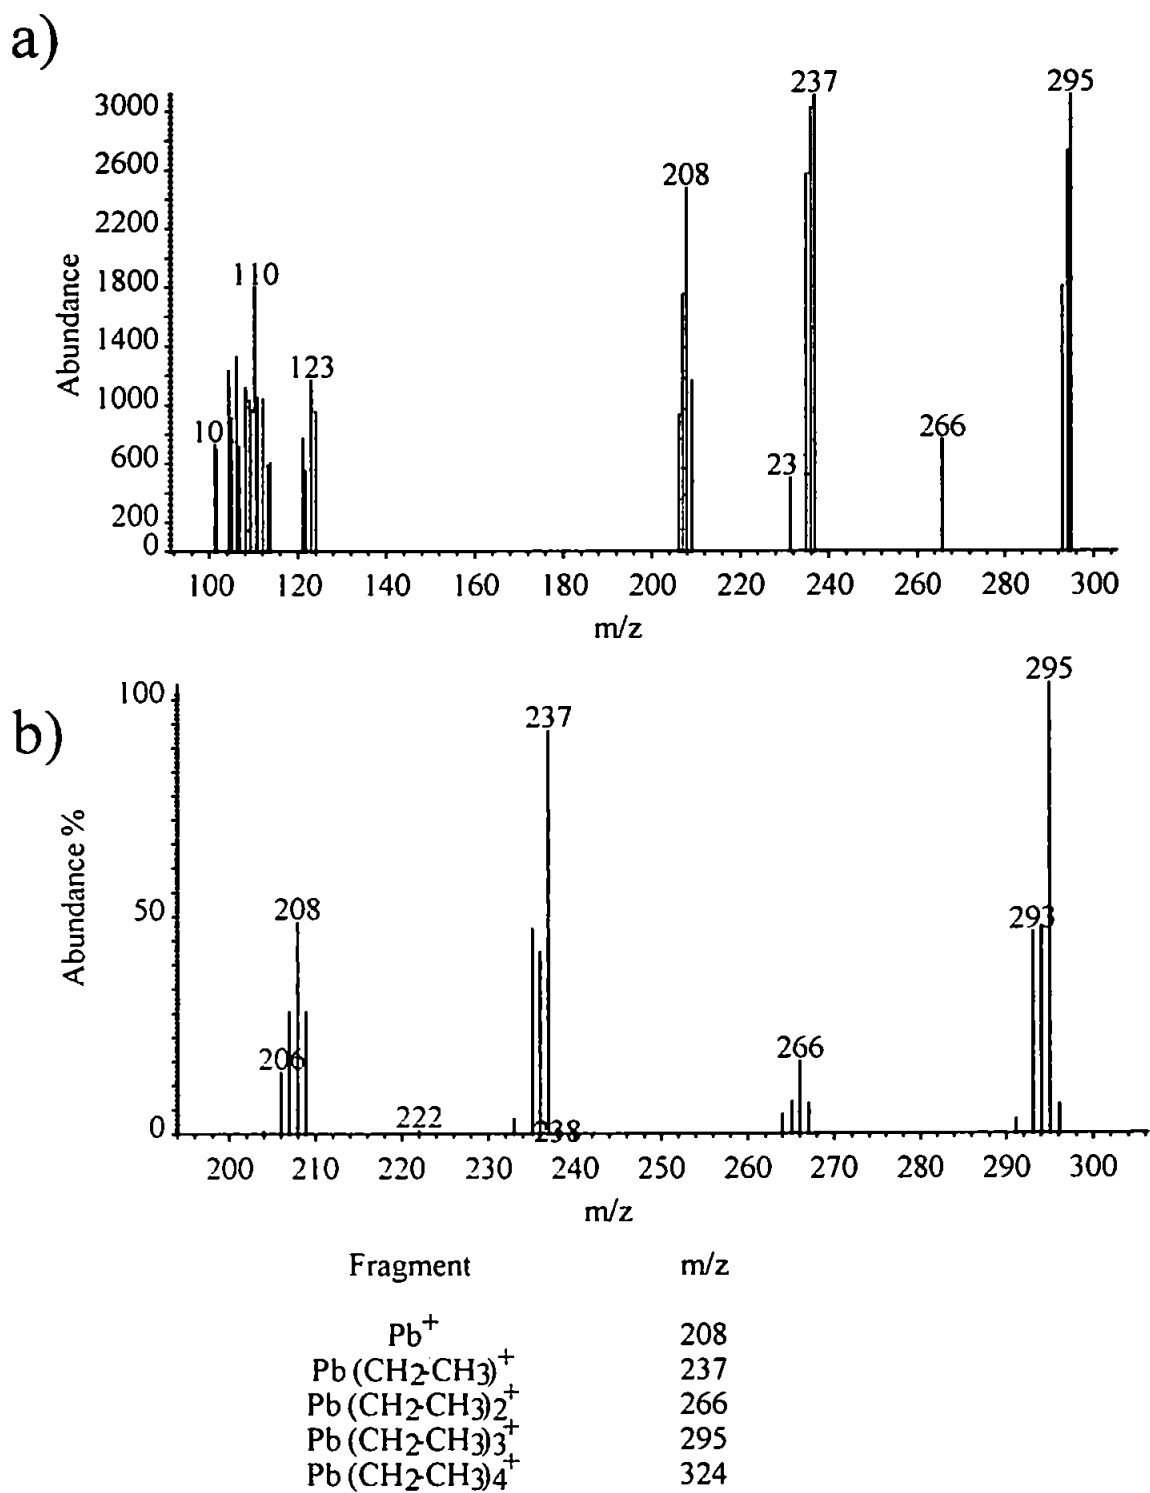 a)
237
295
3000
2600
208
2200
1800
110
1400
123
1000
10
266
600
23
200
0
Abundance
100 120 140 160 180 200 220 240 260 280 300
m/z
b)
295
100
237
50
208
293
206
266
222
0
238
Abundance %
200 210 220 230 240 250 260 270 280 290 300
m/z
Fragment m/z
Pb+ 208
Pb(CH2-CH3)+ 237
Pb(CH2-CH3)2+ 266
Pb(CH2-CH3)3+ 295
Pb(CH2-CH3)4+ 324